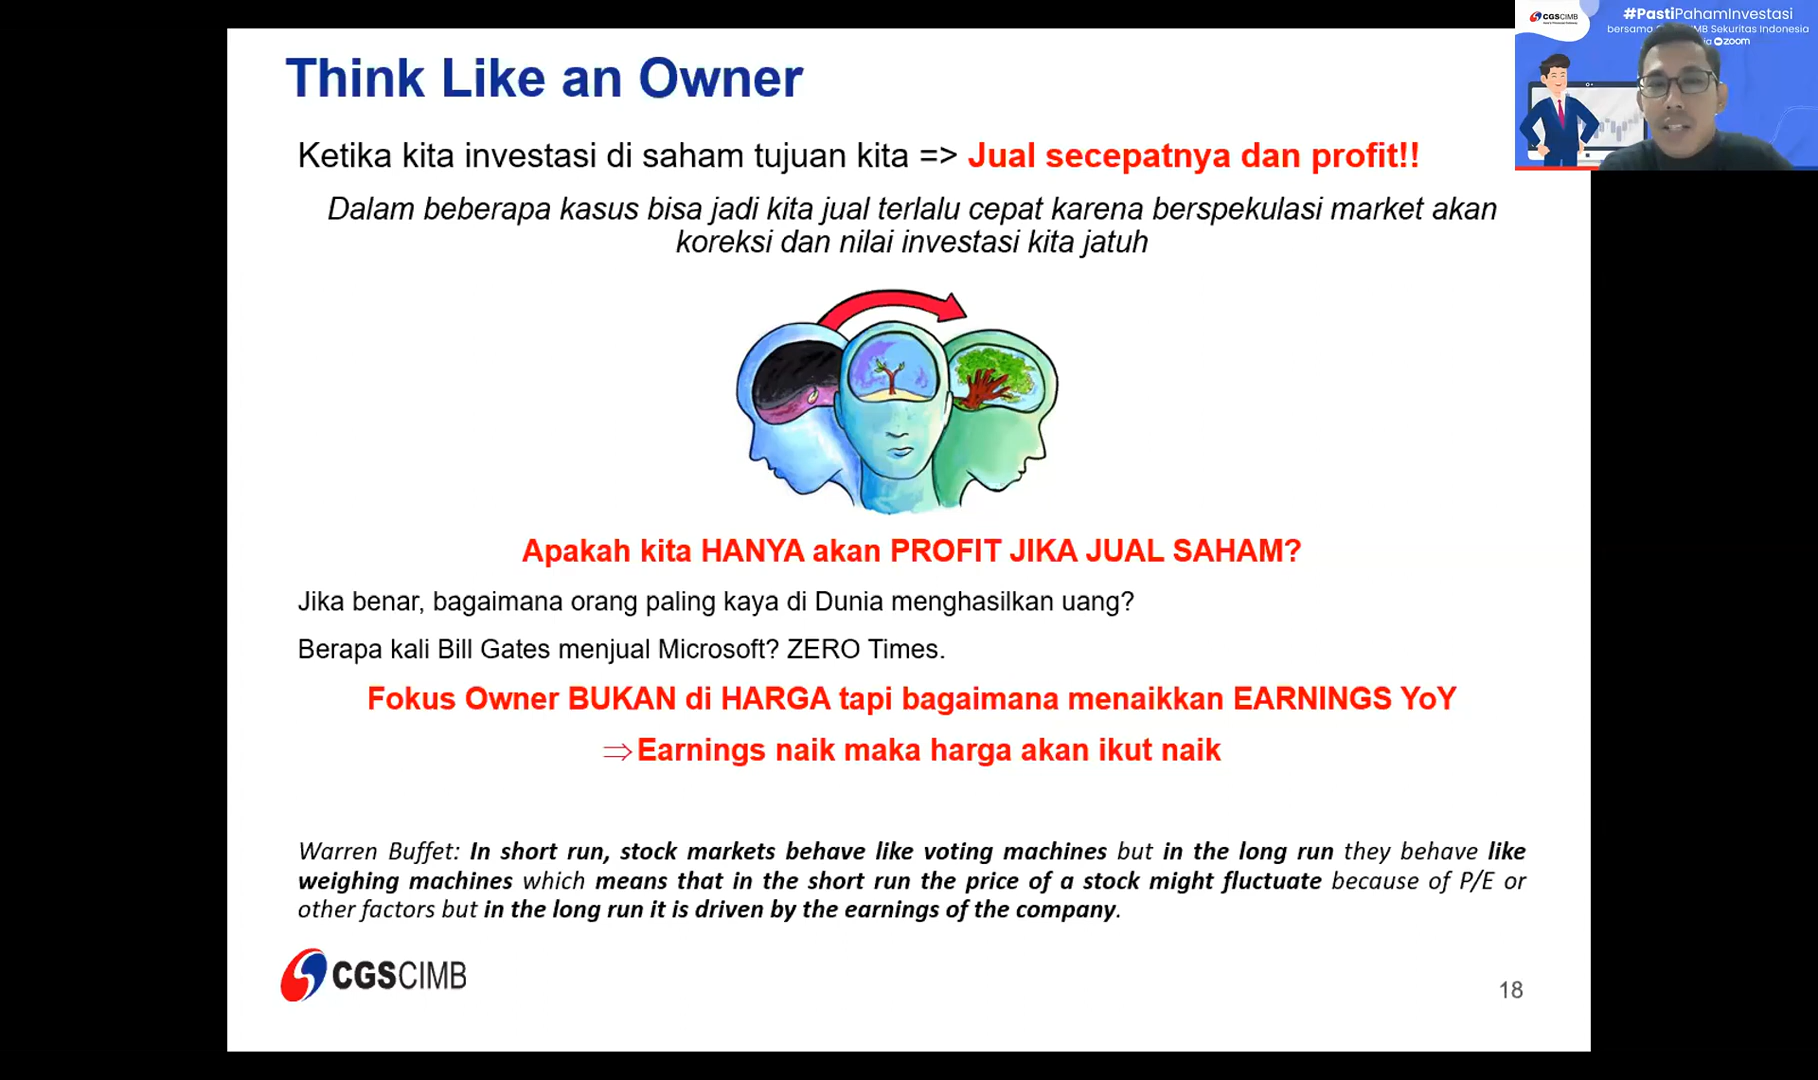 Think Like an Owner
Ketika kita investasi di saham tujuan kita => Jual secepatnya dan profit!!
Dalam beberapa kasus bisa jadi kita jual terlalu cepat karena berspekulasi market akan
koreksi dan nilai investasi kita jatuh
Apakah kita HANYA akan PROFIT JIKA JUAL SAHAM?
Jika benar, bagaimana orang paling kaya di Dunia menghasilkan uang?
Berapa kali Bill Gates menjual Microsoft? ZERO Times.
Fokus Owner BUKAN di HARGA tapi bagaimana menaikkan EARNINGS YoY
⇒ Earnings naik maka harga akan ikut naik
Warren Buffet: In short run, stock markets behave like voting machines but in the long run they behave like
weighing machines which means that in the short run the price of a stock might fluctuate because of P/E or
other factors but in the long run it is driven by the earnings of the company.
CGSCIMB
18
CGSCIMB
#PastiPahamInvestasi
bersama MB Sekuritas Indonesia
zoom